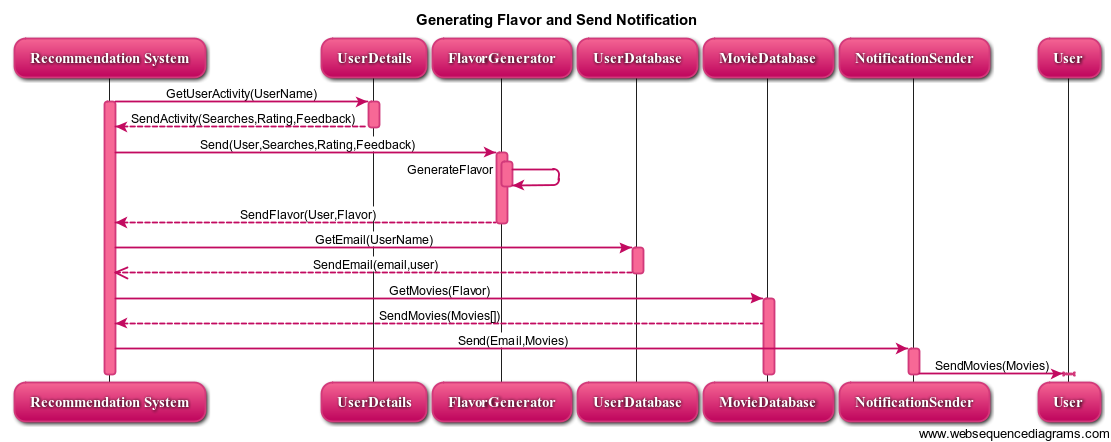 Generating Flavor and Send Notification
Recommendation System UserDetails FlavorGenerator UserDatabase MovieDatabase NotificationSender User
GetUserActivity(UserName)
SendActivity(Searches,Rating,Feedback)
Send(User,Searches,Rating,Feedback)
GenerateFlavor
SendFlavor(User,Flavor)
GetEmail(UserName)
SendEmail(email,user)
GetMovies(Flavor)
SendMovies(Movies[])
Send(Email,Movies)
SendMovies(Movies)
Recommendation System UserDetails FlavorGenerator UserDatabase MovieDatabase NotificationSender User
www.websequencediagrams.com